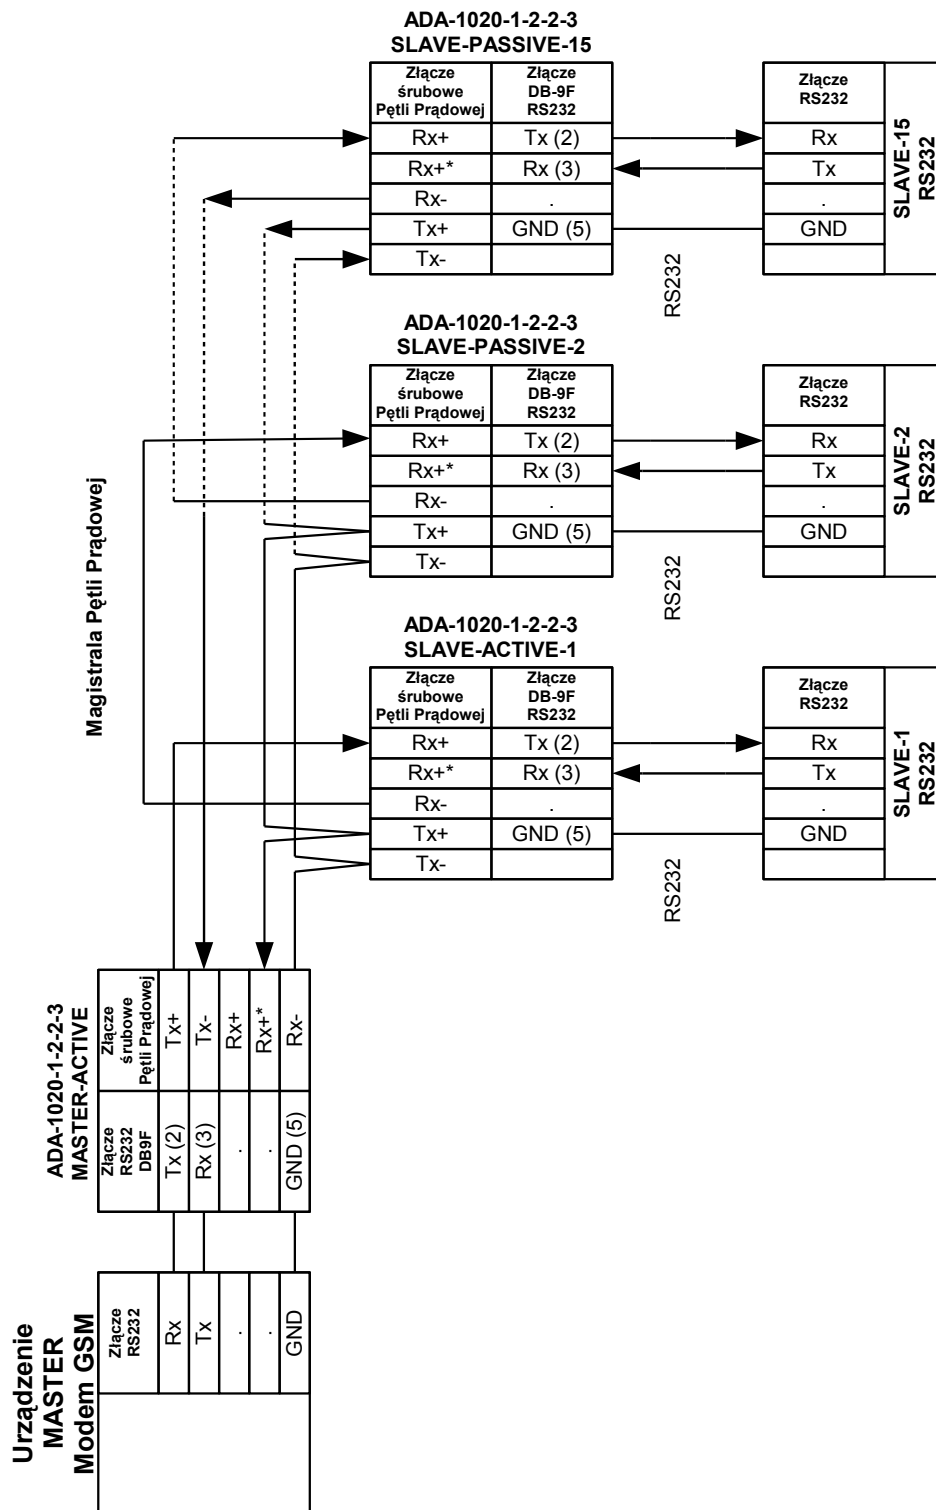 ADA-1020-1-2-2-3
SLAVE-PASSIVE-15
Złącze
śrubowe
Pętli Prądowej
Złącze
DB-9F
RS232
Rx+
Tx (2)
Rx+*
Rx (3)
Rx-
.
Tx+
GND (5)
Tx-
Złącze
RS232
Rx
Tx
.
GND
SLAVE-15
RS232
RS232
ADA-1020-1-2-2-3
SLAVE-PASSIVE-2
Złącze
śrubowe
Pętli Prądowej
Złącze
DB-9F
RS232
Rx+
Tx (2)
Rx+*
Rx (3)
Rx-
.
Tx+
GND (5)
Tx-
Złącze
RS232
Rx
Tx
.
GND
SLAVE-2
RS232
RS232
Magistrala Pętli Prądowej
ADA-1020-1-2-2-3
SLAVE-ACTIVE-1
Złącze
śrubowe
Pętli Prądowej
Złącze
DB-9F
RS232
Rx+
Tx (2)
Rx+*
Rx (3)
Rx-
.
Tx+
GND (5)
Tx-
Złącze
RS232
Rx
Tx
.
GND
SLAVE-1
RS232
RS232
ADA-1020-1-2-2-3
MASTER-ACTIVE
Złącze
śrubowe
Pętli Prądowej
Tx+
Tx-
Rx+
Rx+*
Rx-
Złącze
RS232
DB9F
Tx (2)
Rx (3)
.
.
GND (5)
Urządzenie
MASTER
Modem GSM
Złącze
RS232
Rx
Tx
.
.
GND